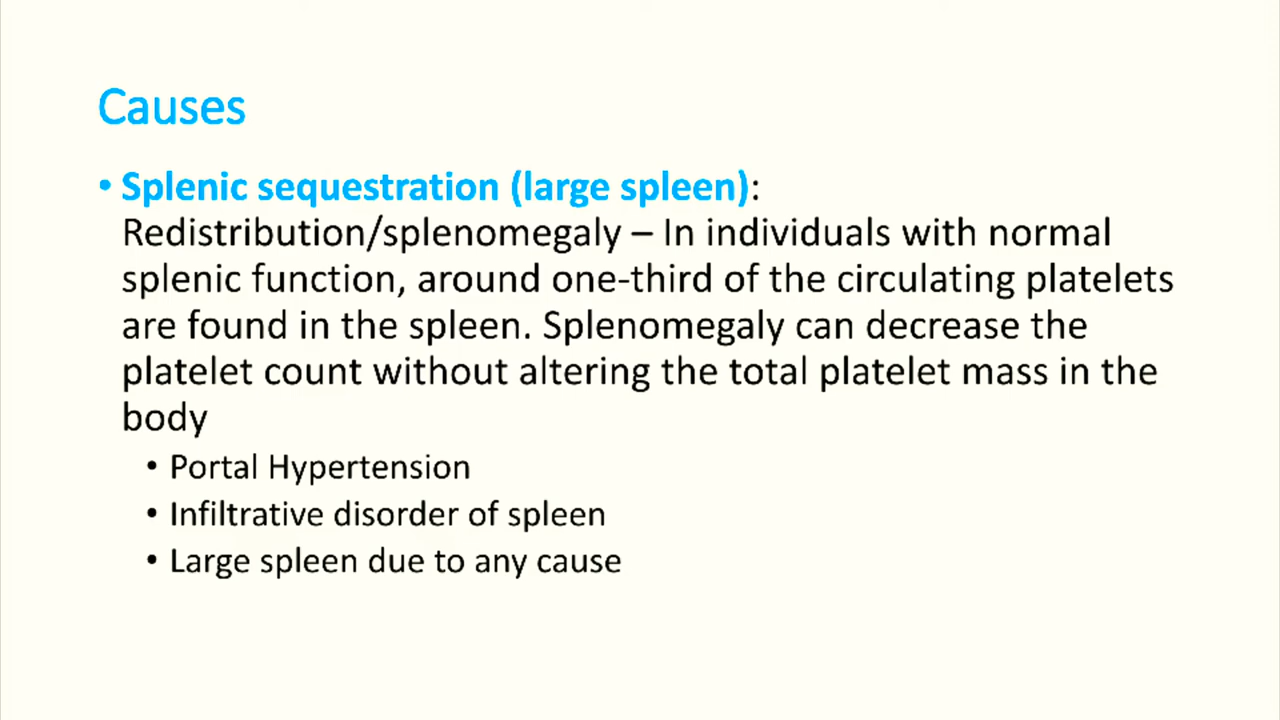 Causes
• Splenic sequestration (large spleen):
Redistribution/splenomegaly – In individuals with normal
splenic function, around one-third of the circulating platelets
are found in the spleen. Splenomegaly can decrease the
platelet count without altering the total platelet mass in the
body
• Portal Hypertension
• Infiltrative disorder of spleen
• Large spleen due to any cause